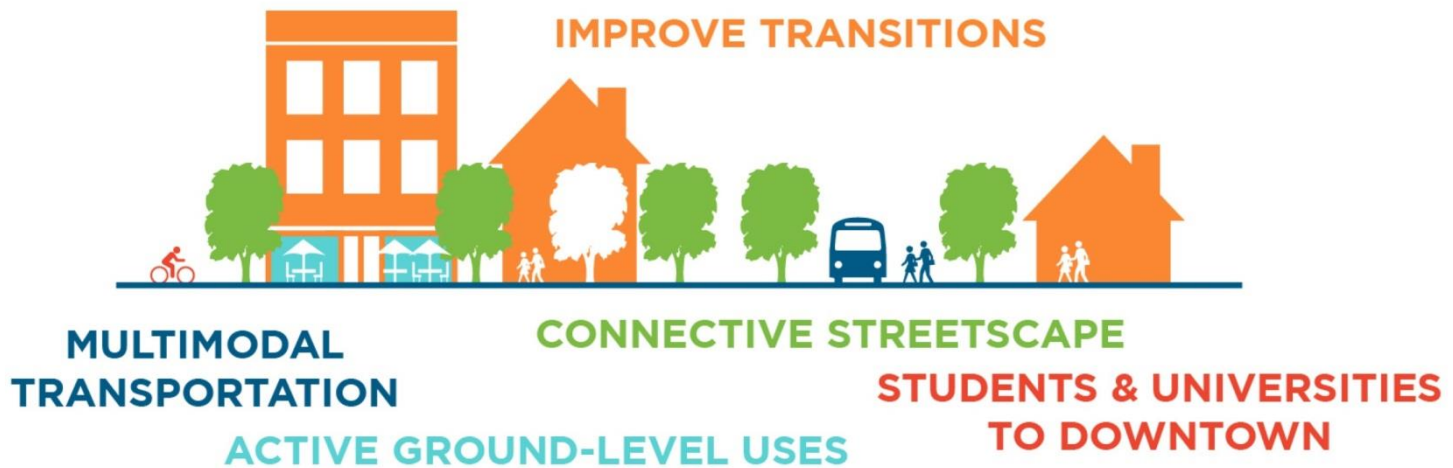 IMPROVE TRANSITIONS
MULTIMODAL
TRANSPORTATION
CONNECTIVE STREETSCAPE
STUDENTS & UNIVERSITIES
TO DOWNTOWN
ACTIVE GROUND-LEVEL USES